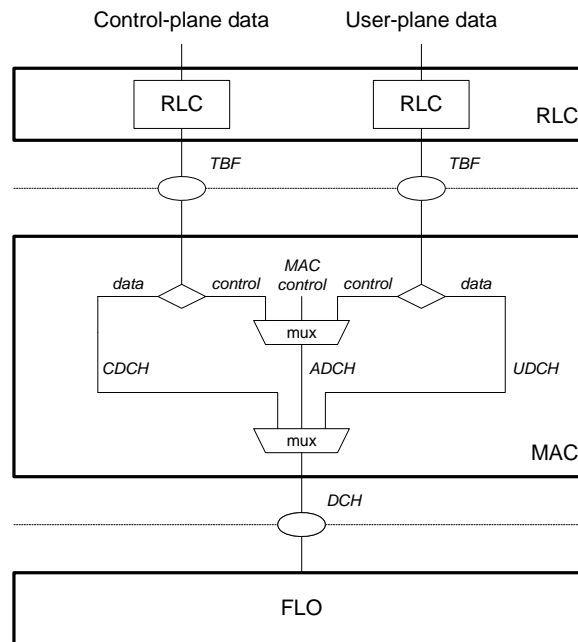 Control-plane data User-plane data
RLC RLC
RLC
TBF TBF
data control MAC control control data
mux
CDCH ADCH UDCH
mux
MAC
DCH
FLO